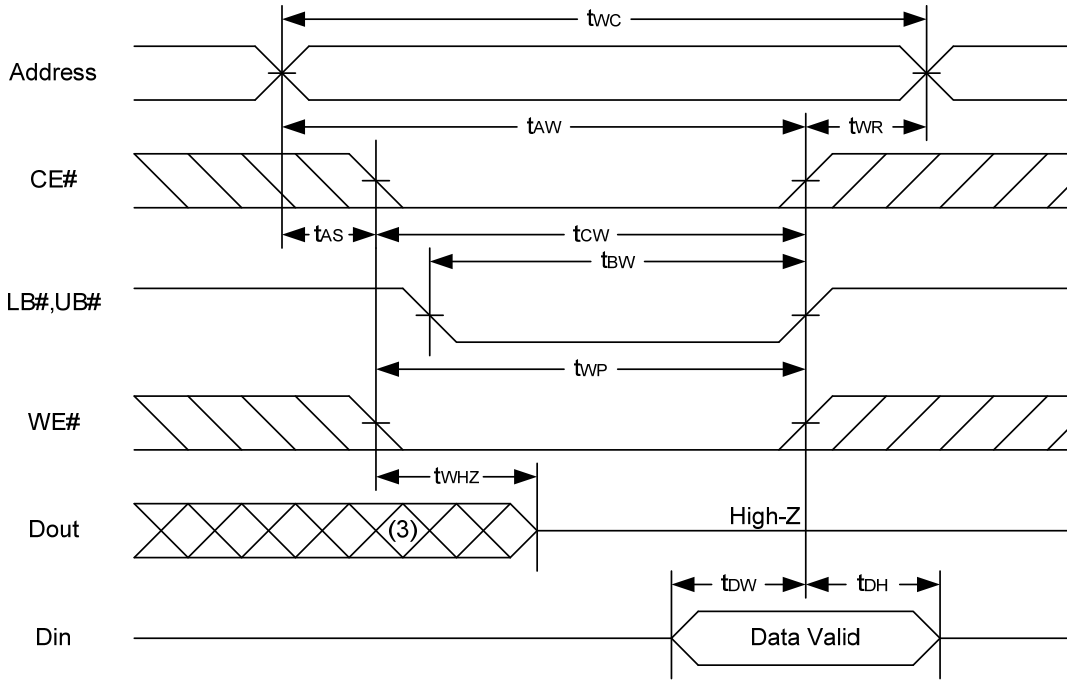 tWC
Address
tAW
tWR
CE#
tAS
tCW
tBW
LB#,UB#
tWP
WE#
tWHZ
Dout
(3)
High-Z
tDW
tDH
Din
Data Valid